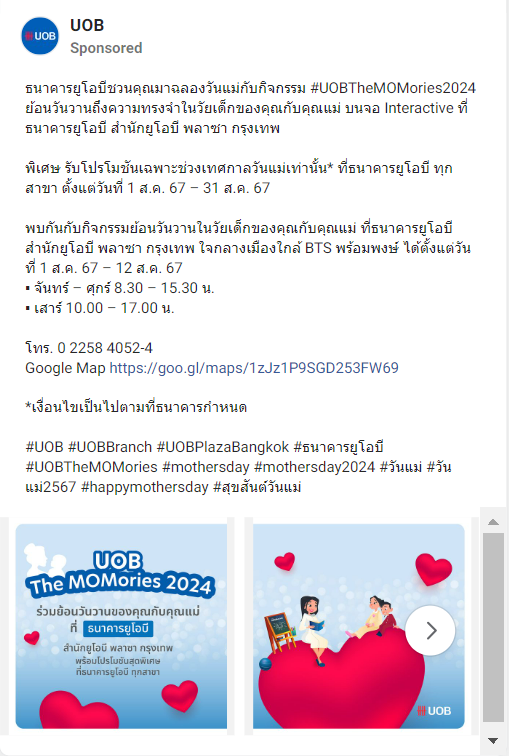 UOB
UOB
Sponsored
ธนาคารยูโอบีชวนคุณมาฉลองวันแม่กับกิจกรรม #UOBTheMOMories2024
ย้อนวันวานถึงความทรงจำในวัยเด็กของคุณกับคุณแม่ บนจอ Interactive ที่
ธนาคารยูโอบี สำนักยูโอบี พลาซา กรุงเทพ
พิเศษ รับโปรโมชันเฉพาะช่วงเทศกาลวันแม่เท่านั้น* ที่ธนาคารยูโอบี ทุก
สาขา ตั้งแต่วันที่ 1 ส.ค. 67 – 31 ส.ค. 67
พบกันกับกิจกรรมย้อนวันวานในวัยเด็กของคุณกับคุณแม่ ที่ธนาคารยูโอบี
สำนักยูโอบี พลาซา กรุงเทพ ใจกลางเมืองใกล้ BTS พร้อมพงษ์ ได้ตั้งแต่วัน
ที่ 1 ส.ค. 67 – 12 ส.ค. 67
▪ จันทร์ – ศุกร์ 8.30 – 15.30 น.
▪ เสาร์ 10.00 – 17.00 น.
โทร. 0 2258 4052-4
Google Map https://goo.gl/maps/1zJz1P9SGD253FW69
*เงื่อนไขเป็นไปตามที่ธนาคารกำหนด
#UOB #UOBBranch #UOBPlazaBangkok #ธนาคารยูโอบี
#UOBTheMOMories #mothersday #mothersday2024 #วันแม่ #วัน
แม่2567 #happymothersday #สุขสันต์วันแม่
UOB
The MOMories 2024
ร่วมย้อนวันวานของคุณกับคุณแม่
ที่ ธนาคารยูโอบี
สำนักยูโอบี พลาซา กรุงเทพ
พร้อมโปรโมชันสุดพิเศษ
ที่ธนาคารยูโอบี ทุกสาขา
UOB